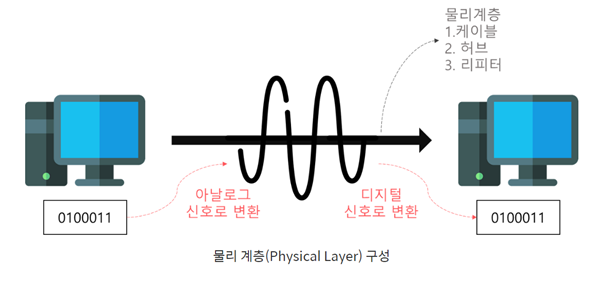 물리계층
1.케이블
2. 허브
3. 리피터
0100011
아날로그
신호로 변환
디지털
신호로 변환
0100011
물리 계층(Physical Layer) 구성